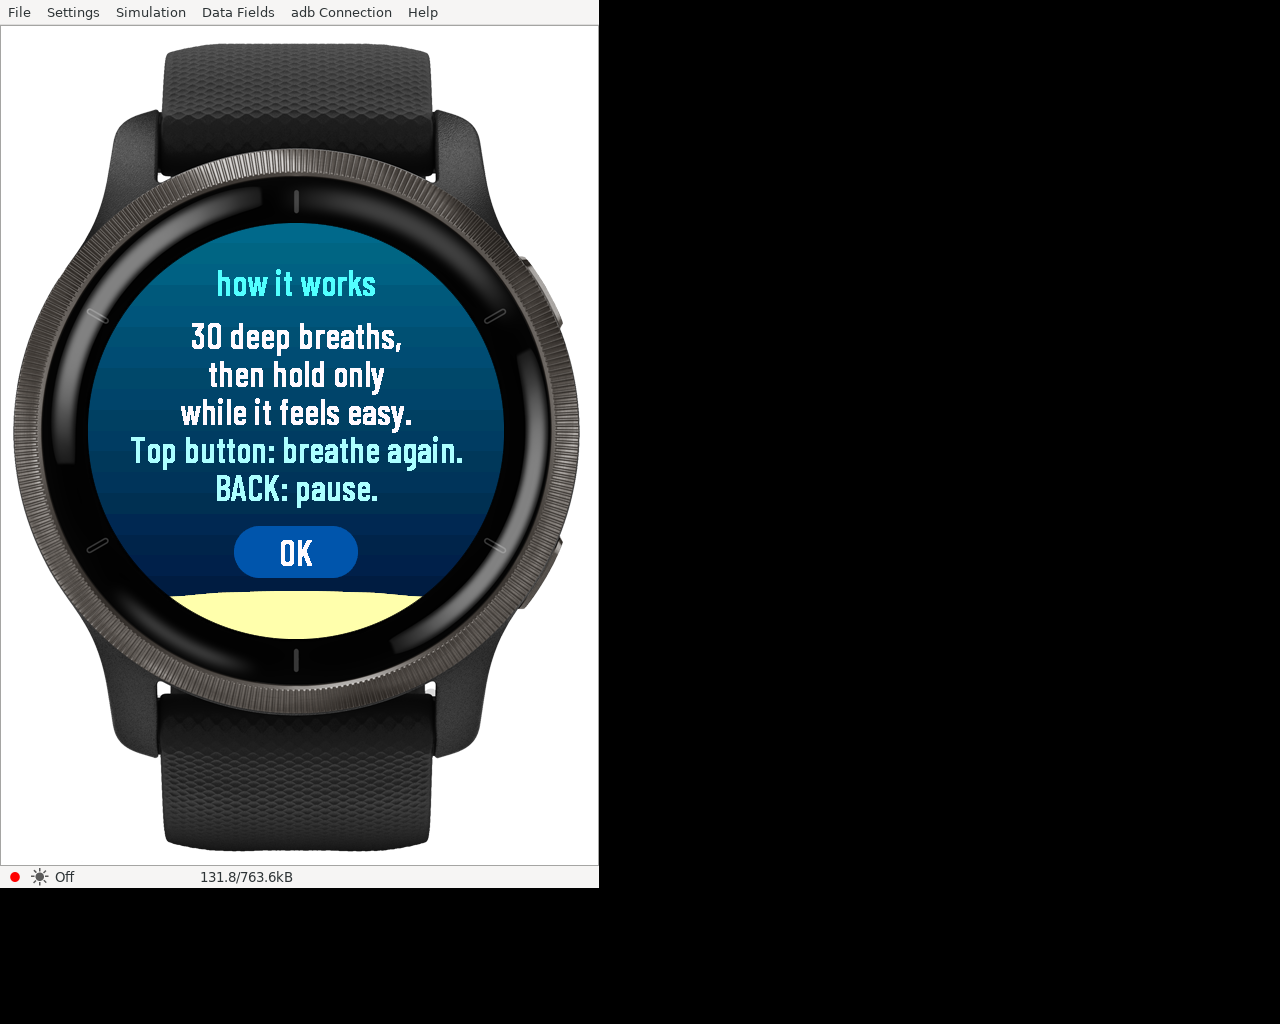 File Settings Simulation Data Fields adb Connection Help
how it works
30 deep breaths,
then hold only
while it feels easy.
Top button: breathe again.
BACK: pause.
OK
Off 131.8/763.6kB